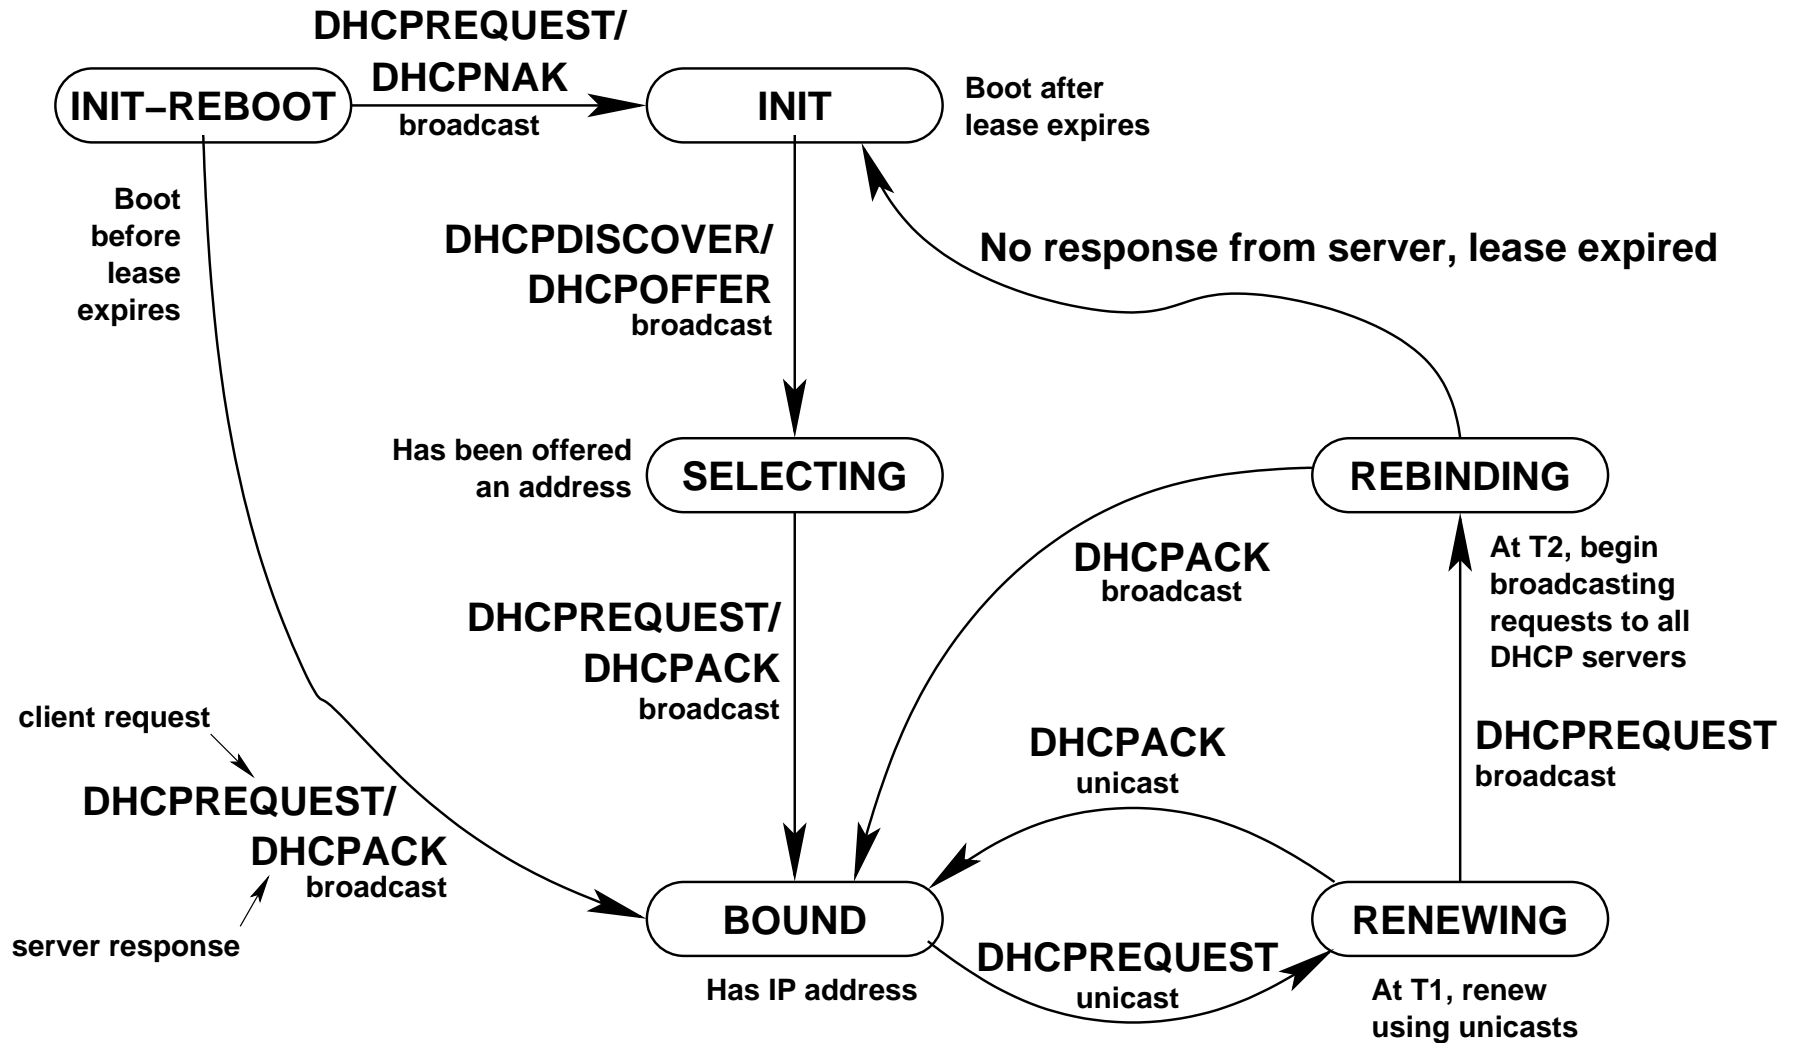 DHCPREQUEST/
DHCPNAK
broadcast
INIT–REBOOT
INIT
Boot after
lease expires
Boot
before
lease
expires
DHCPDISCOVER/
DHCPOFFER
broadcast
No response from server, lease expired
Has been offered
an address
SELECTING
REBINDING
DHCPACK
broadcast
At T2, begin
broadcasting
requests to all
DHCP servers
DHCPREQUEST/
DHCPACK
broadcast
client request
DHCPREQUEST/
DHCPACK
broadcast
server response
DHCPACK
unicast
DHCPREQUEST
broadcast
BOUND
Has IP address
DHCPREQUEST
unicast
RENEWING
At T1, renew
using unicasts